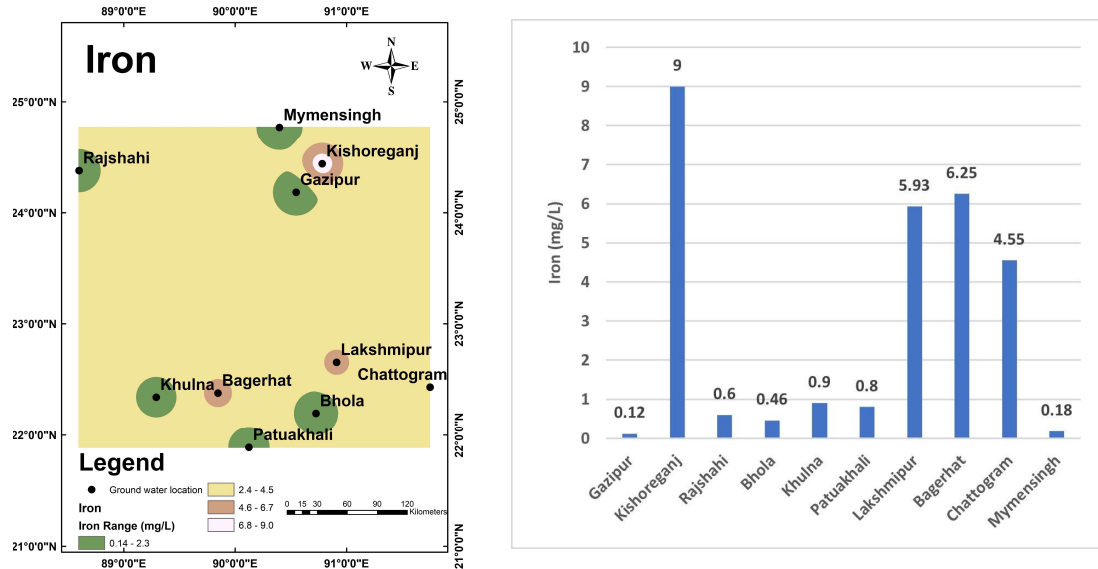 89°0'0"E 90°0'0"E 91°0'0"E
Iron
N
W E
S
25°0'0"N 25°0'0"N
Mymensingh
Kishoreganj
Rajshahi
Gazipur
24°0'0"N 24°0'0"N
23°0'0"N 23°0'0"N
Lakshmipur
Chattogram
Khulna Bagerhat
Bhola
22°0'0"N 22°0'0"N
Patuakhali
Legend
Ground water location
Iron
Iron Range (mg/L)
0.14 - 2.3
2.4 - 4.5
4.6 - 6.7
6.8 - 9.0
0 15 30 60 90 120
Kilometers
21°0'0"N 21°0'0"N
89°0'0"E 90°0'0"E 91°0'0"E
Iron (mg/L)
10
9
8
7
6
5
4
3
2
1
0
0.12 9 0.6 0.46 0.9 0.8 5.93 6.25 4.55 0.18
Gazipur
Kishoreganj
Rajshahi
Bhola
Khulna
Patuakhali
Lakshmipur
Bagerhat
Chattogram
Mymensingh